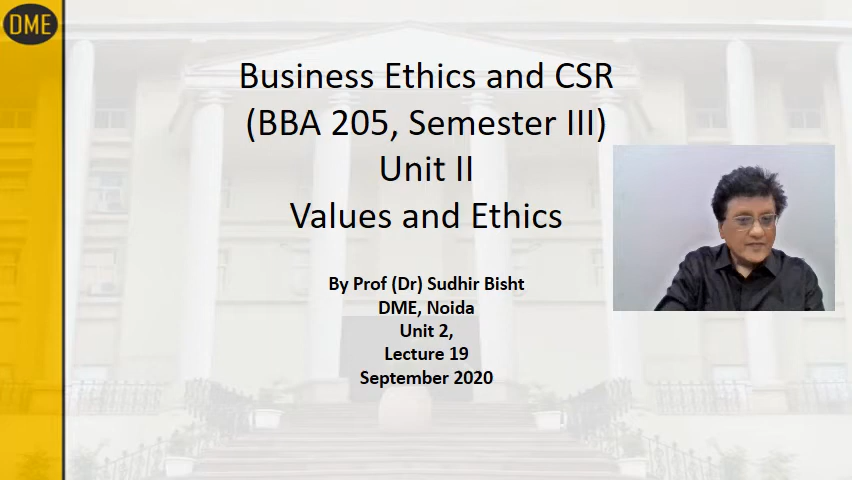 DME
Business Ethics and CSR
(BBA 205, Semester III)
Unit II
Values and Ethics
By Prof (Dr) Sudhir Bisht
DME, Noida
Unit 2,
Lecture 19
September 2020